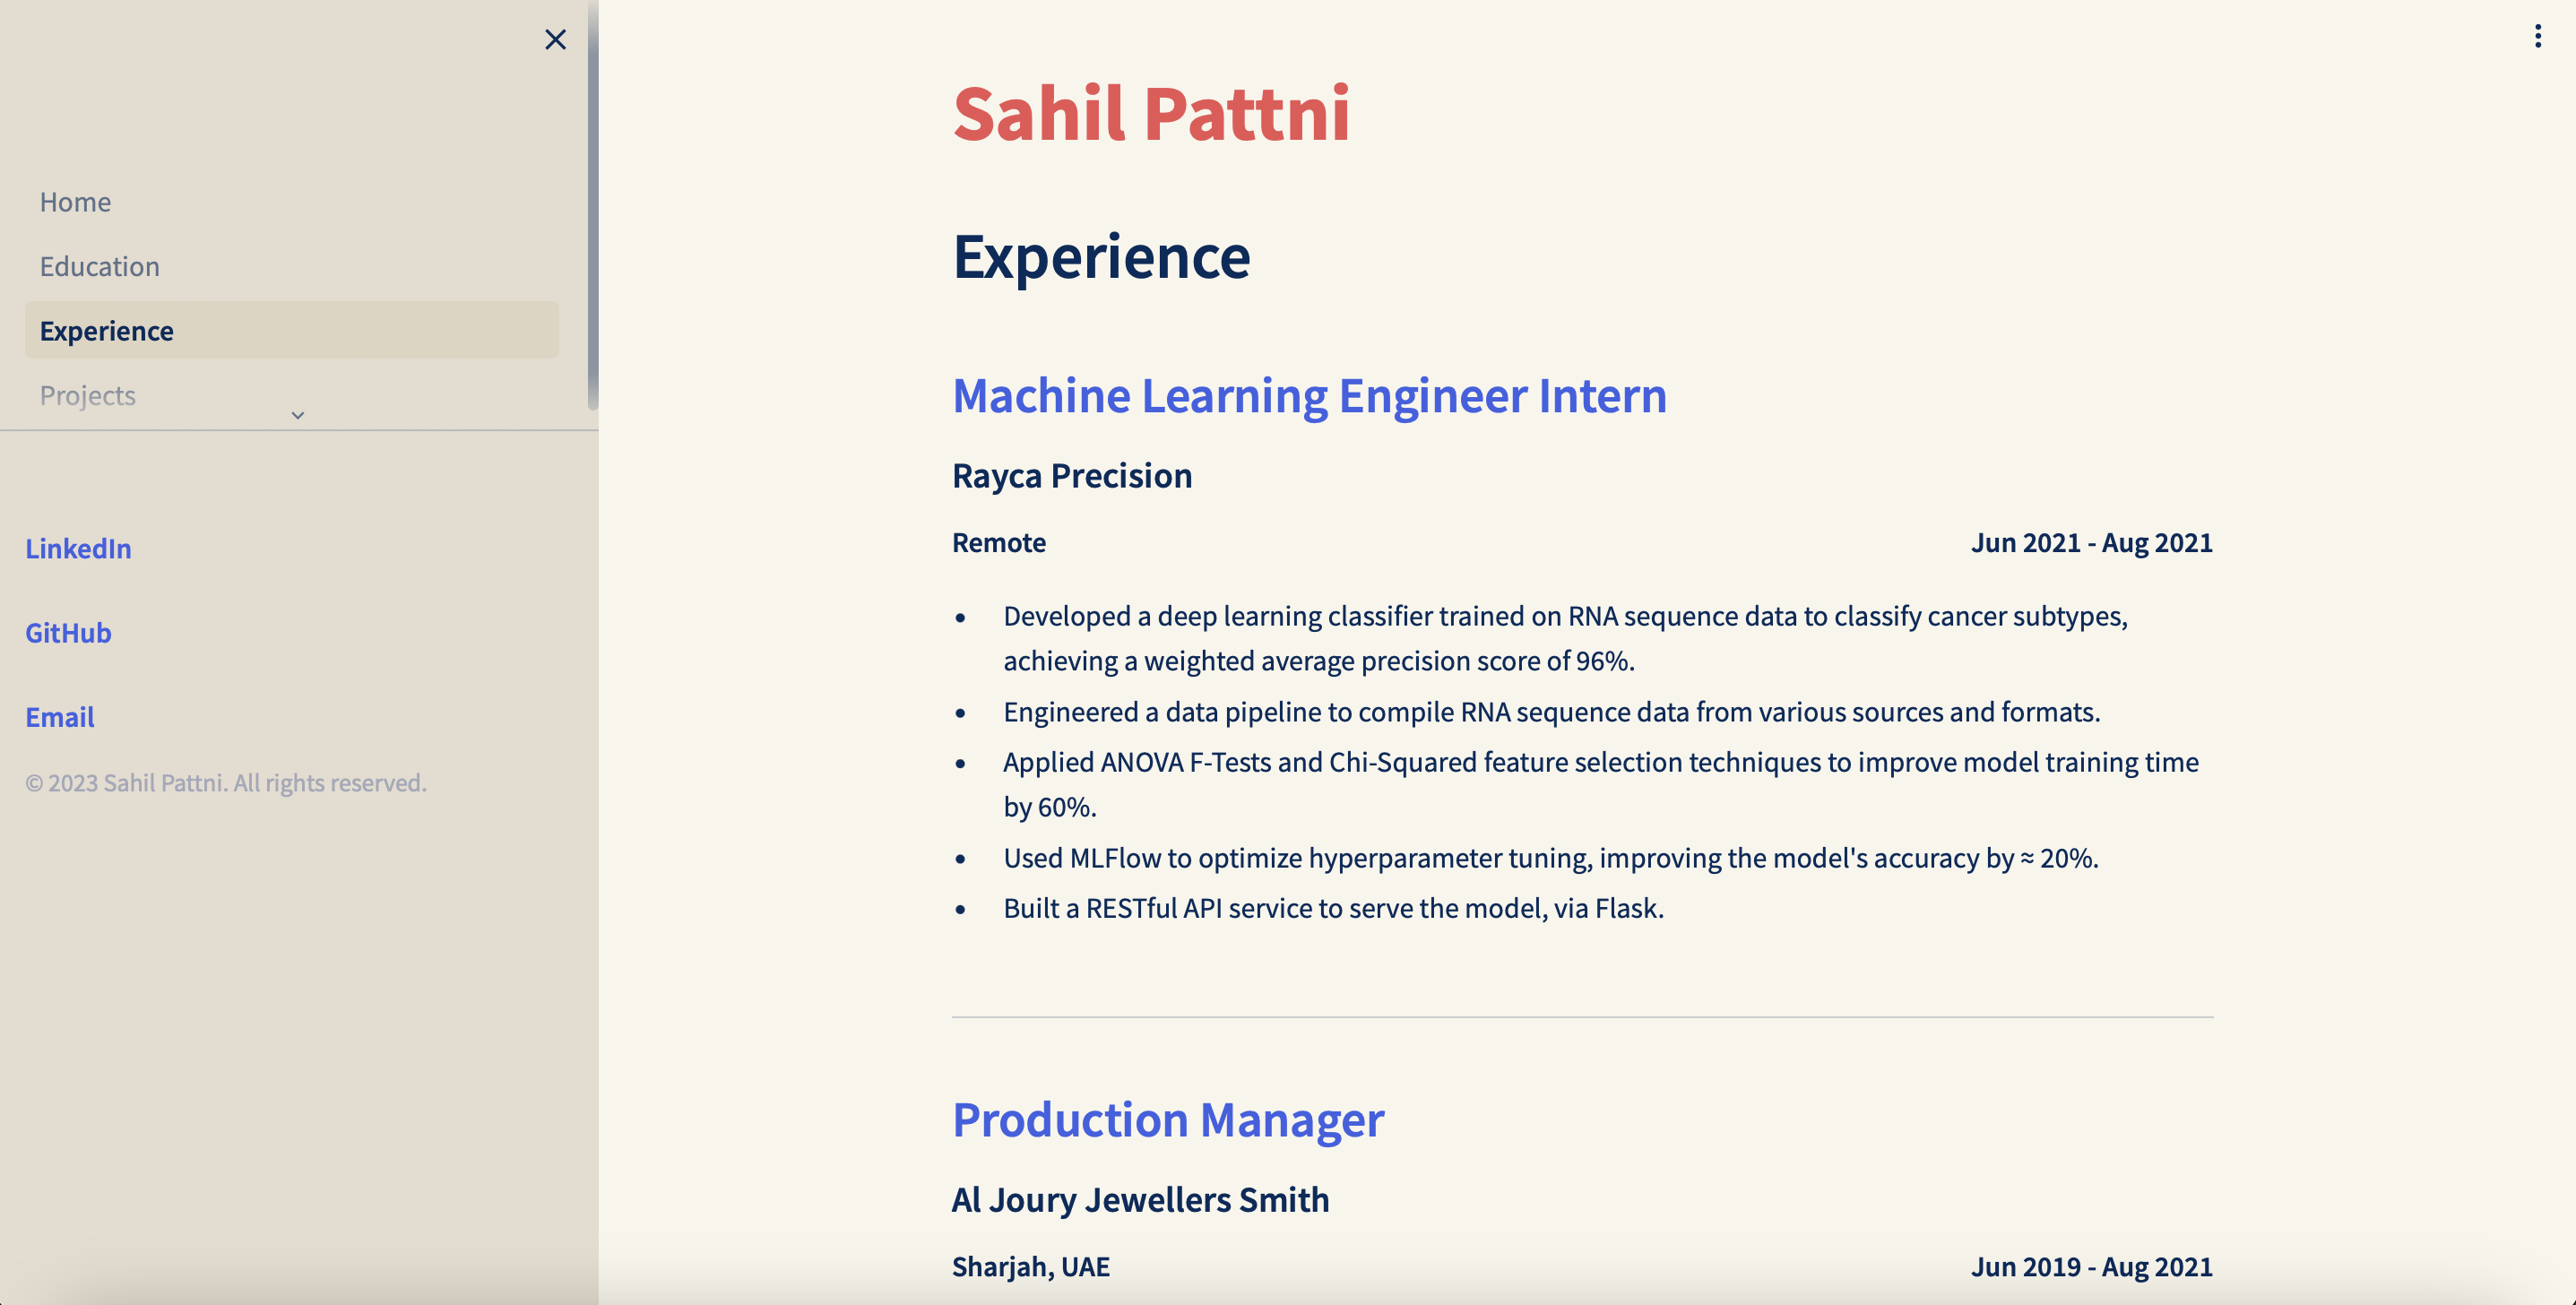 Home
Education
Experience
Projects
LinkedIn
GitHub
Email
© 2023 Sahil Pattni. All rights reserved.
Sahil Pattni
Experience
Machine Learning Engineer Intern
Rayca Precision
Remote Jun 2021 - Aug 2021
• Developed a deep learning classifier trained on RNA sequence data to classify cancer subtypes,
achieving a weighted average precision score of 96%.
• Engineered a data pipeline to compile RNA sequence data from various sources and formats.
• Applied ANOVA F-Tests and Chi-Squared feature selection techniques to improve model training time
by 60%.
• Used MLFlow to optimize hyperparameter tuning, improving the model's accuracy by ≈ 20%.
• Built a RESTful API service to serve the model, via Flask.
Production Manager
Al Joury Jewellers Smith
Sharjah, UAE Jun 2019 - Aug 2021